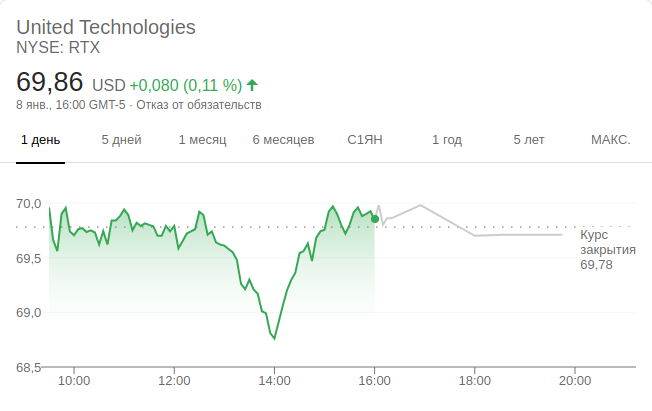 United Technologies
NYSE: RTX
69,86 USD +0,080 (0,11 %)
8 янв., 16:00 GMT-5 · Отказ от обязательств
1 день 5 дней 1 месяц 6 месяцев С1ЯН 1 год 5 лет МАКС.
70,0
69,5
69,0
68,5
Курс
закрытия
69,78
10:00 12:00 14:00 16:00 18:00 20:00